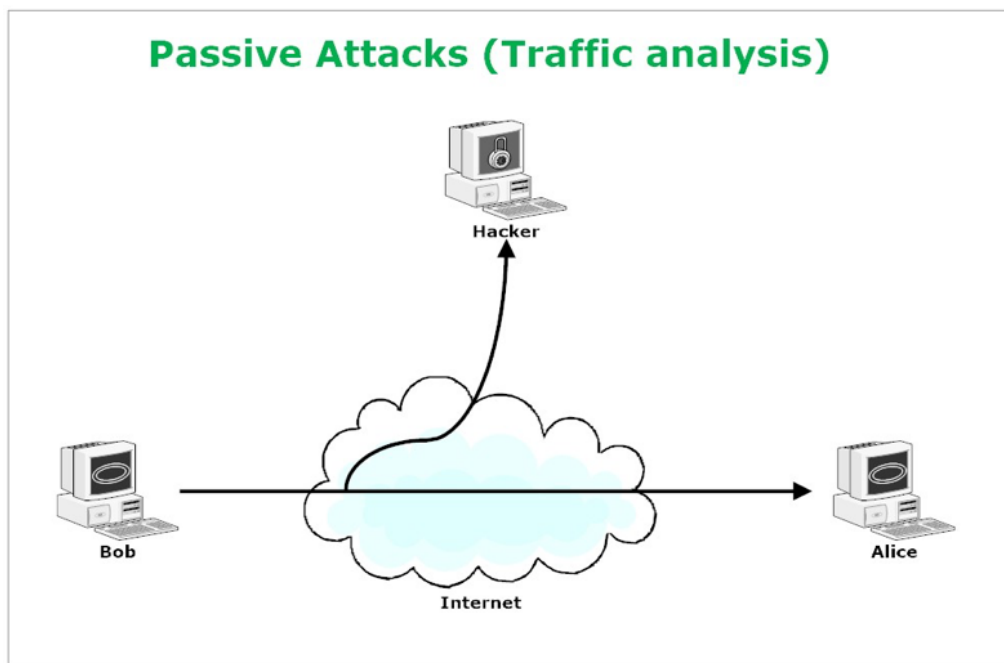 Passive Attacks (Traffic analysis)
Hacker
Bob
Alice
Internet